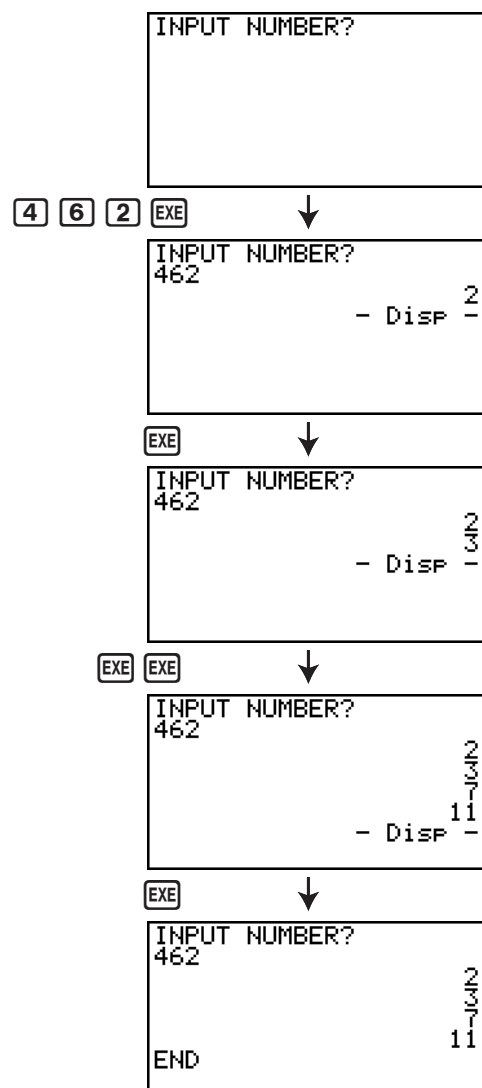 INPUT NUMBER?
4 6 2 EXE
INPUT NUMBER?
462
2
- Disp -
EXE
INPUT NUMBER?
462
2
3
- Disp -
EXE EXE
INPUT NUMBER?
462
2
3
7
11
- Disp -
EXE
INPUT NUMBER?
462
2
3
7
11
END